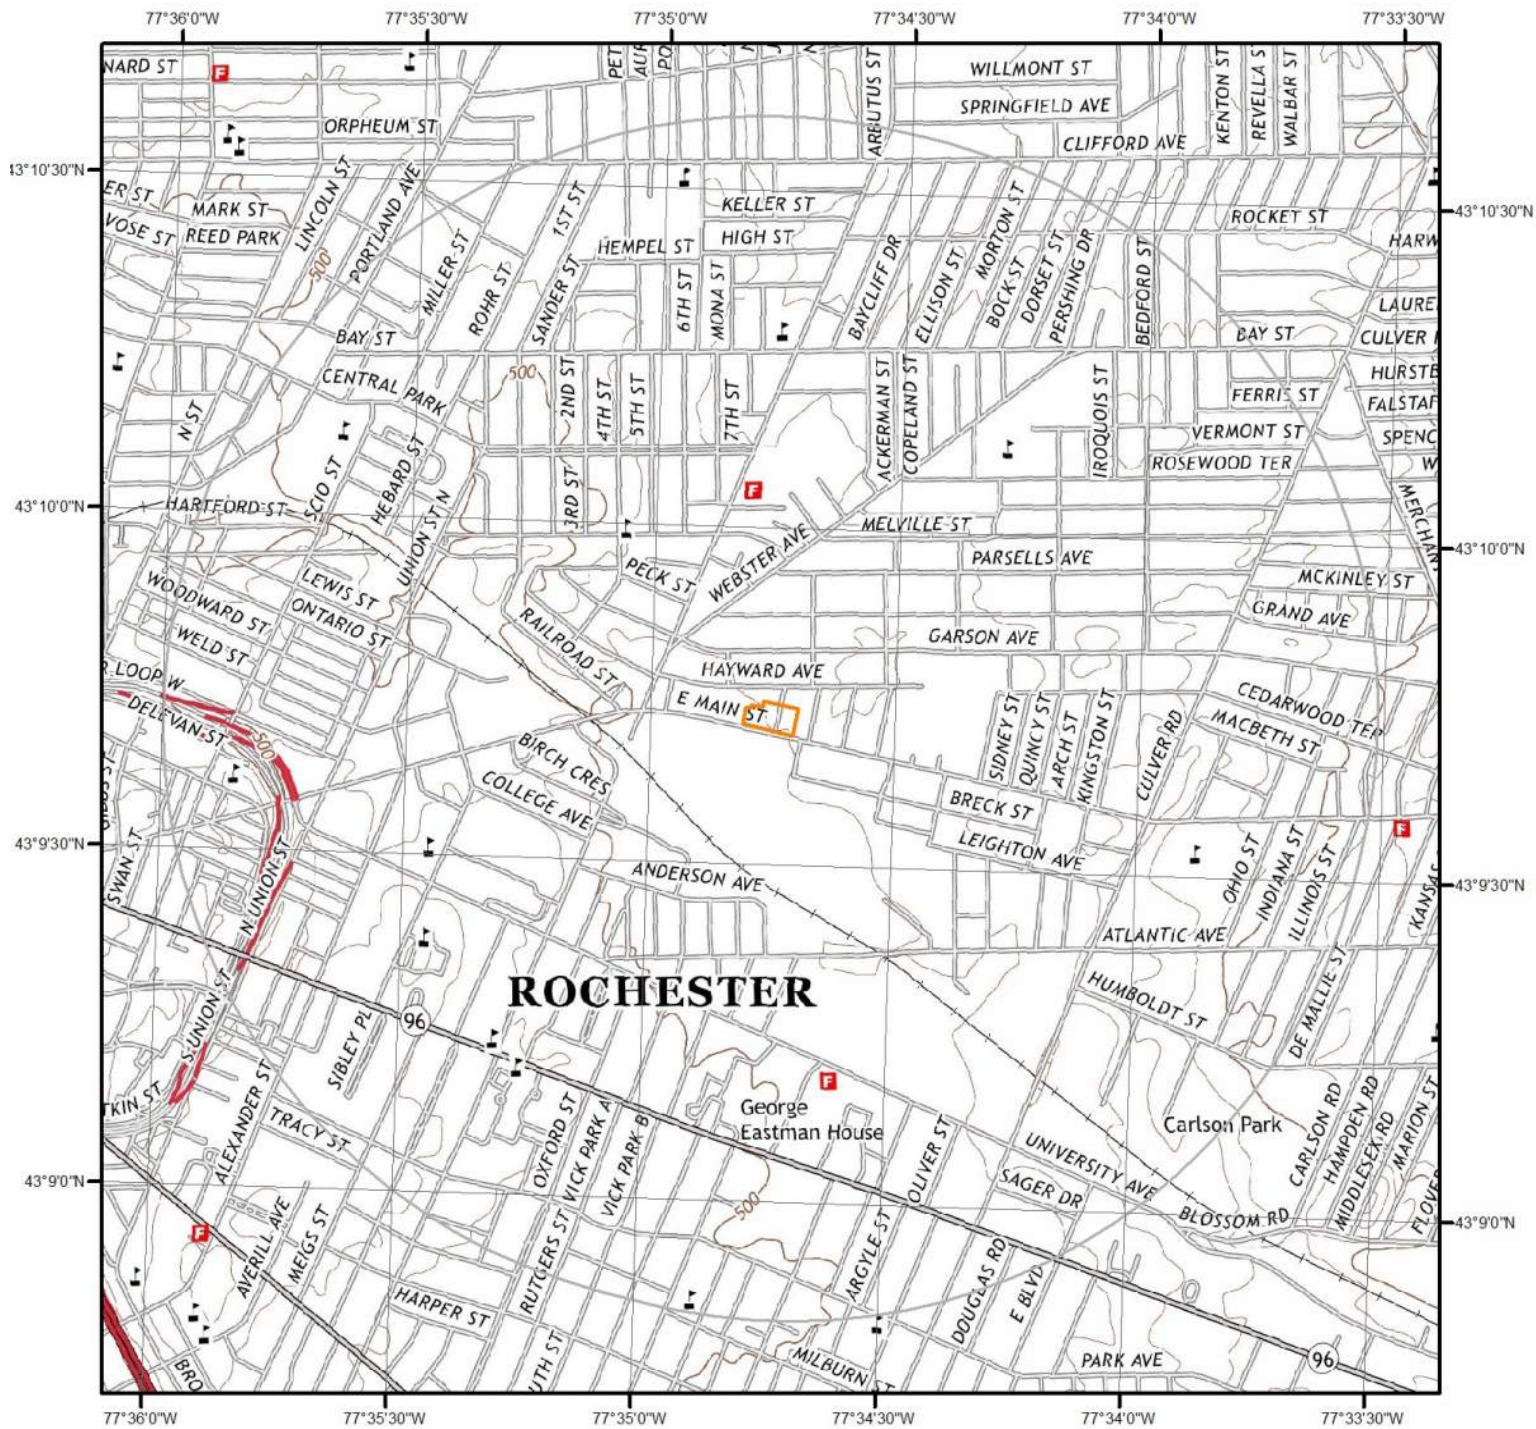 77°36'0"W
77°35'30"W
77°35'0"W
77°34'30"W
77°34'0"W
77°33'30"W
NARD ST
F
ORPHEUM ST
PET
AUR
PO
ARBUTUS ST
WILLMONT ST
SPRINGFIELD AVE
CLIFFORD AVE
KENTON ST
REVELLA ST
WALBAR ST
43°10'30"N
43°10'30"N
ER ST
VOSE ST
MARK ST
REED PARK
LINCOLN ST
PORTLAND AVE
500
MILLER ST
ROHR ST
1ST ST
SANDER ST
HEMPEL ST
KELLER ST
HIGH ST
6TH ST
MONA ST
BAYCLIFF DR
ELLISON ST
MORTON ST
BOCK ST
DORSET ST
PERSHING DR
BEDFORD ST
ROCKET ST
HARW
LAURE
BAY ST
BAY ST
CULVER
HURSTB
CENTRAL PARK
500
2ND ST
4TH ST
5TH ST
7TH ST
ACKERMAN ST
COPELAND ST
IROQUOIS ST
FERRIS ST
FALSTAF
VERMONT ST
SPENC
ROSEWOOD TER
W
N ST
SCIO ST
HEBARD ST
UNION ST N
3RD ST
F
MERCHAN
43°10'0"N
HARTFORD ST
MELVILLE ST
43°10'0"N
WEBSTER AVE
PARSELLS AVE
PECK ST
MCKINLEY ST
LEWIS ST
WOODWARD ST
ONTARIO ST
WELD ST
RAILROAD ST
GRAND AVE
GARSON AVE
R LOOP W
HAYWARD AVE
DELEVAN ST
500
E MAIN ST
SIDNEY ST
QUINCY ST
ARCH ST
KINGSTON ST
CULVER RD
CEDARWOOD TER
MACBETH ST
BIRCH CRES
COLLEGE AVE
BRECK ST
LEIGHTON AVE
F
43°9'30"N
SWAN ST
N UNION ST
ANDERSON AVE
OHIO ST
INDIANA ST
ILLINOIS ST
KANSAS
43°9'30"N
ATLANTIC AVE
ROCHESTER
HUMBOLDT ST
DE MALLIE ST
96
S UNION ST
SIBLEY PL
F
George
Eastman House
Carlson Park
TKIN ST
ALEXANDER ST
TRACY ST
OXFORD ST
VICK PARK A
VICK PARK B
OLIVER ST
UNIVERSITY AVE
SAGER DR
CARLSON RD
HAMPDEN RD
MIDDLESEX RD
MARION ST
FLOVE
43°9'0"N
BLOSSOM RD
43°9'0"N
F
AVERILL AVE
MEIGS ST
RUTGERS ST
500
ARGYLE ST
DOUGLAS RD
E BLVD
HARPER ST
UTH ST
BRO
MILBURN ST
PARK AVE
96
77°36'0"W
77°35'30"W
77°35'0"W
77°34'30"W
77°34'0"W
77°33'30"W